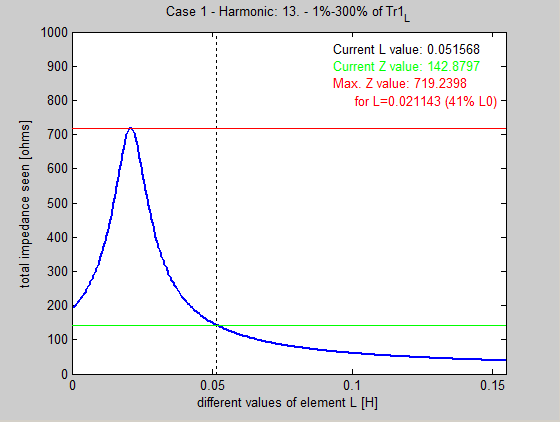 Case 1 - Harmonic: 13. - 1%-300% of Tr1_L
Current L value: 0.051568
Current Z value: 142.8797
Max. Z value: 719.2398
for L=0.021143 (41% L0)
total impedance seen [ohms]
1000
900
800
700
600
500
400
300
200
100
0
0 0.05 0.1 0.15
different values of element L [H]